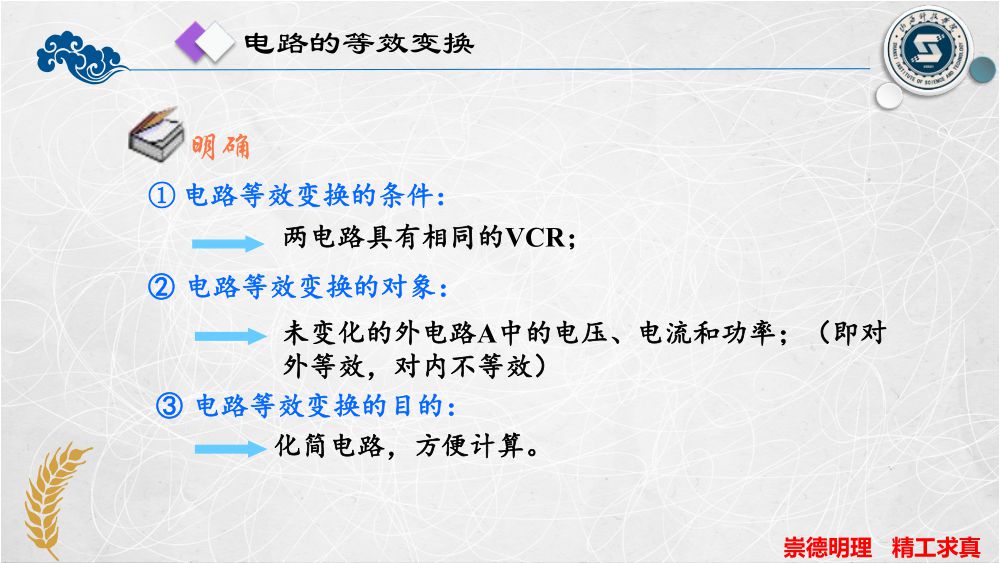 电路的等效变换
明确
① 电路等效变换的条件：
两电路具有相同的VCR；
② 电路等效变换的对象：
未变化的外电路A中的电压、电流和功率；（即对
外等效，对内不等效）
③ 电路等效变换的目的：
化简电路，方便计算。
崇德明理 精工求真